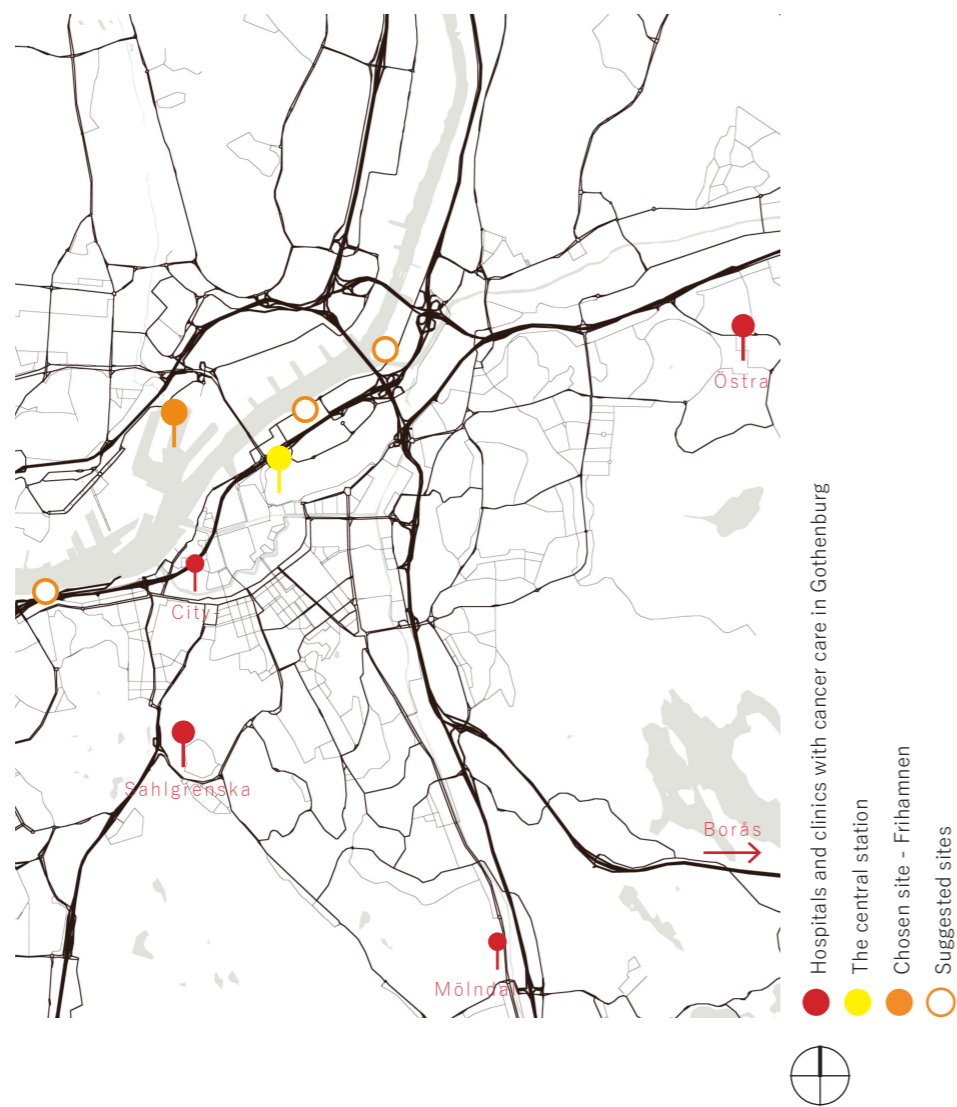 Östra
City
Sahlgrenska
Borås
Mölndal
Hospitals and clinics with cancer care in Gothenburg
The central station
Chosen site - Frihamnen
Suggested sites